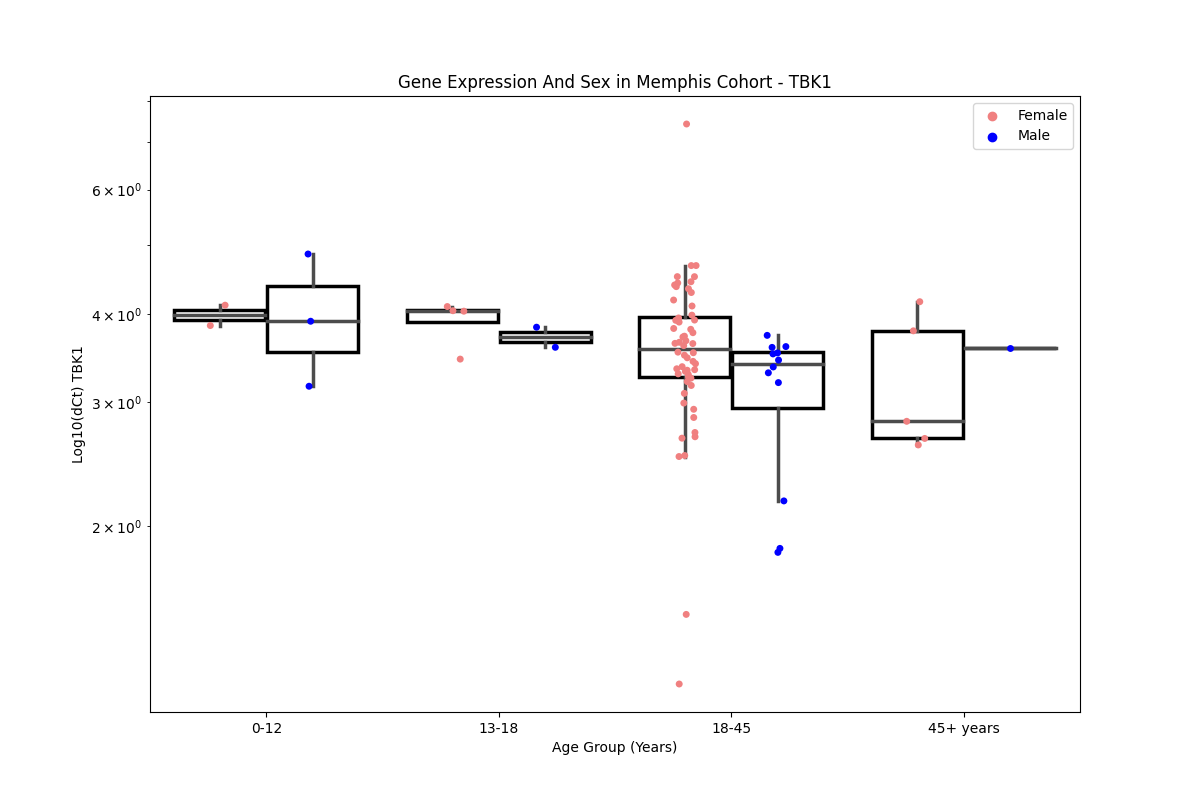 Gene Expression And Sex in Memphis Cohort - TBK1
Female
Male
6 × 10⁰
4 × 10⁰
3 × 10⁰
2 × 10⁰
Log10(dCt) TBK1
0-12
13-18
18-45
45+ years
Age Group (Years)